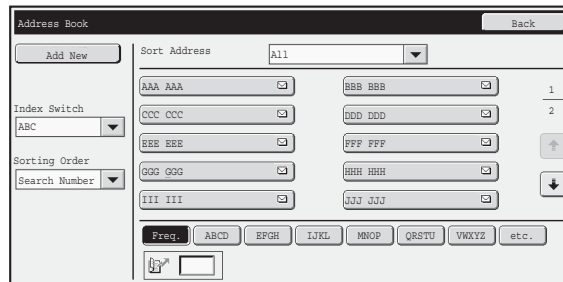 Address Book Back
Add New Sort Address All
AAA AAA BBB BBB 1
Index Switch CCC CCC DDD DDD 2
ABC
EEE EEE FFF FFF
Sorting Order GGG GGG HHH HHH
Search Number
III III JJJ JJJ
Freq. ABCD EFGH IJKL MNOP QRSTU VWXYZ etc.